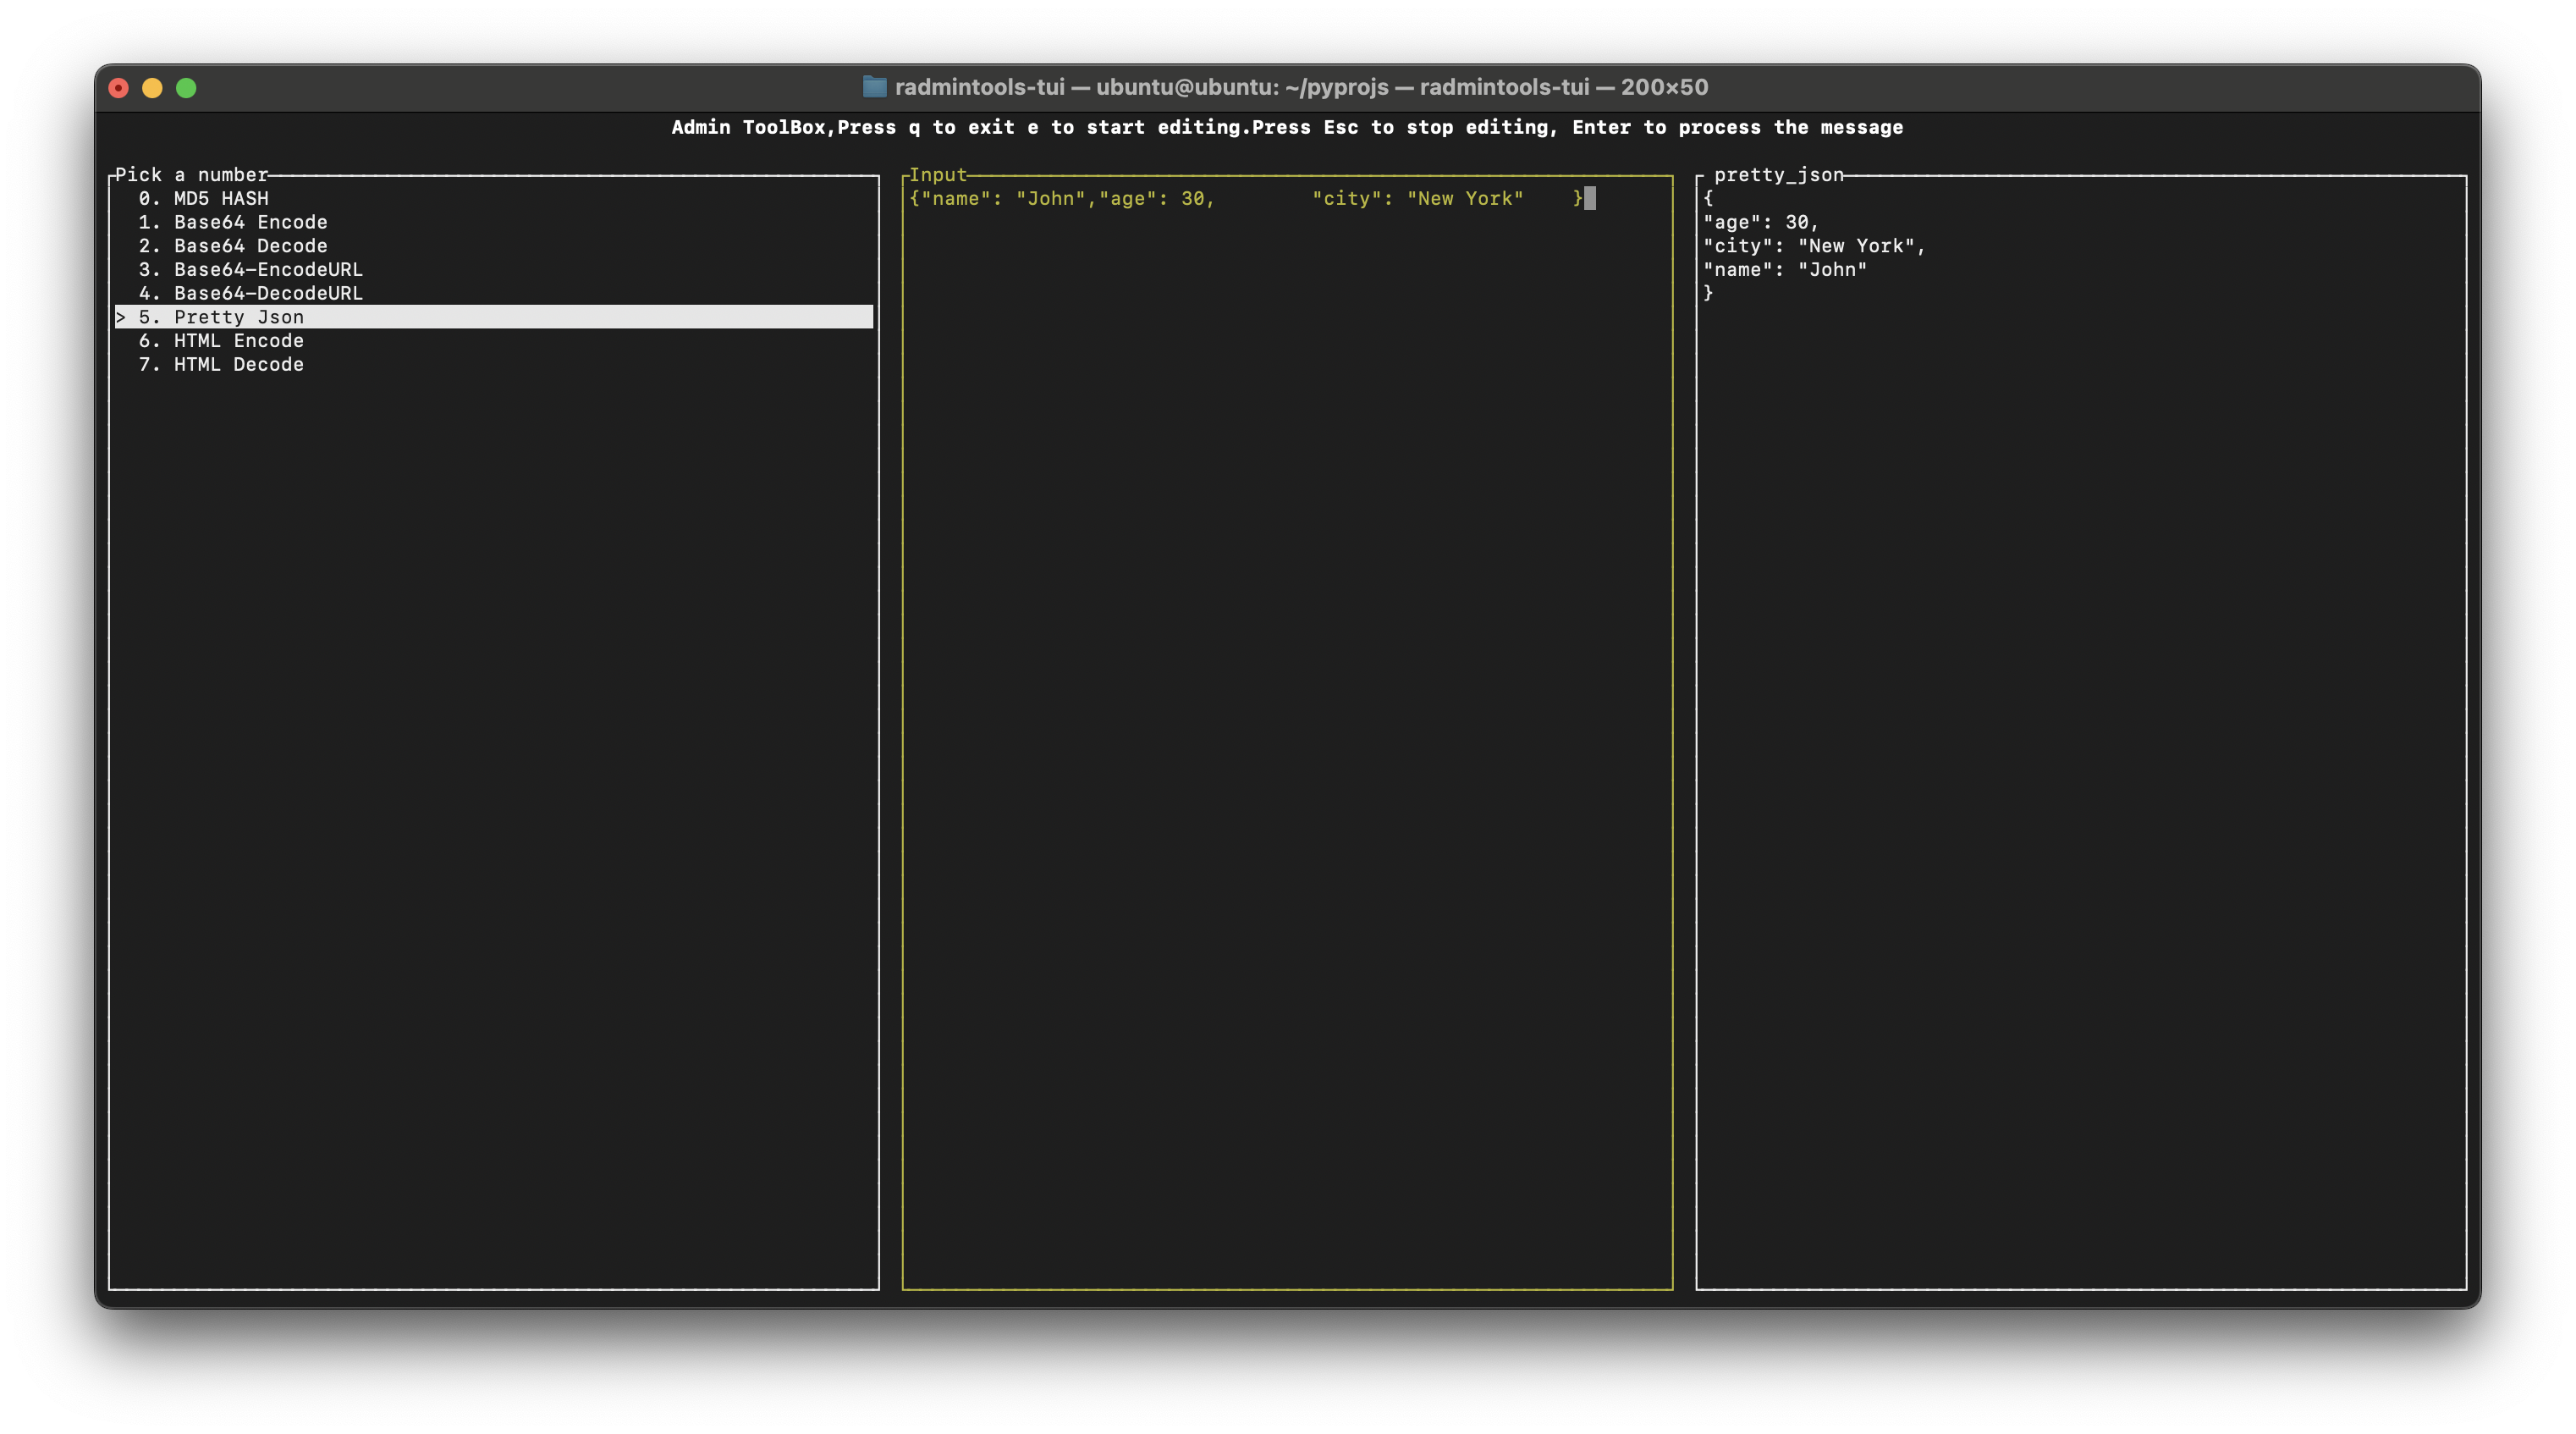 radmintools-tui — ubuntu@ubuntu: ~/pyprojs — radmintools-tui — 200×50
Admin ToolBox,Press q to exit e to start editing.Press Esc to stop editing, Enter to process the message
Pick a number
0. MD5 HASH
1. Base64 Encode
2. Base64 Decode
3. Base64-EncodeURL
4. Base64-DecodeURL
> 5. Pretty Json
6. HTML Encode
7. HTML Decode
Input
{"name": "John","age": 30,        "city": "New York"    }
pretty_json
{
"age": 30,
"city": "New York",
"name": "John"
}